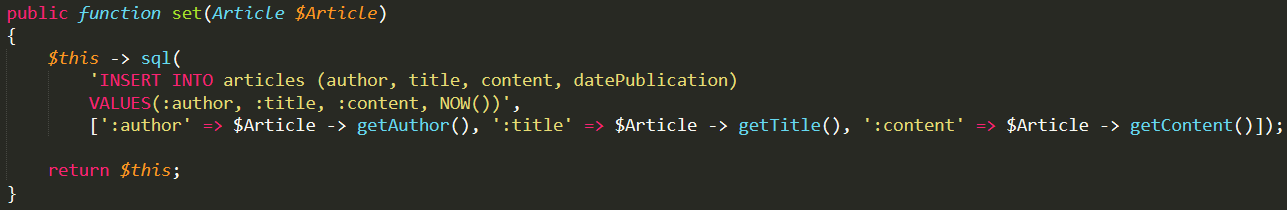 public function set(Article $Article)
{
    $this -> sql(
        'INSERT INTO articles (author, title, content, datePublication)
        VALUES(:author, :title, :content, NOW())',
        [':author' => $Article -> getAuthor(), ':title' => $Article -> getTitle(), ':content' => $Article -> getContent()]);

    return $this;
}